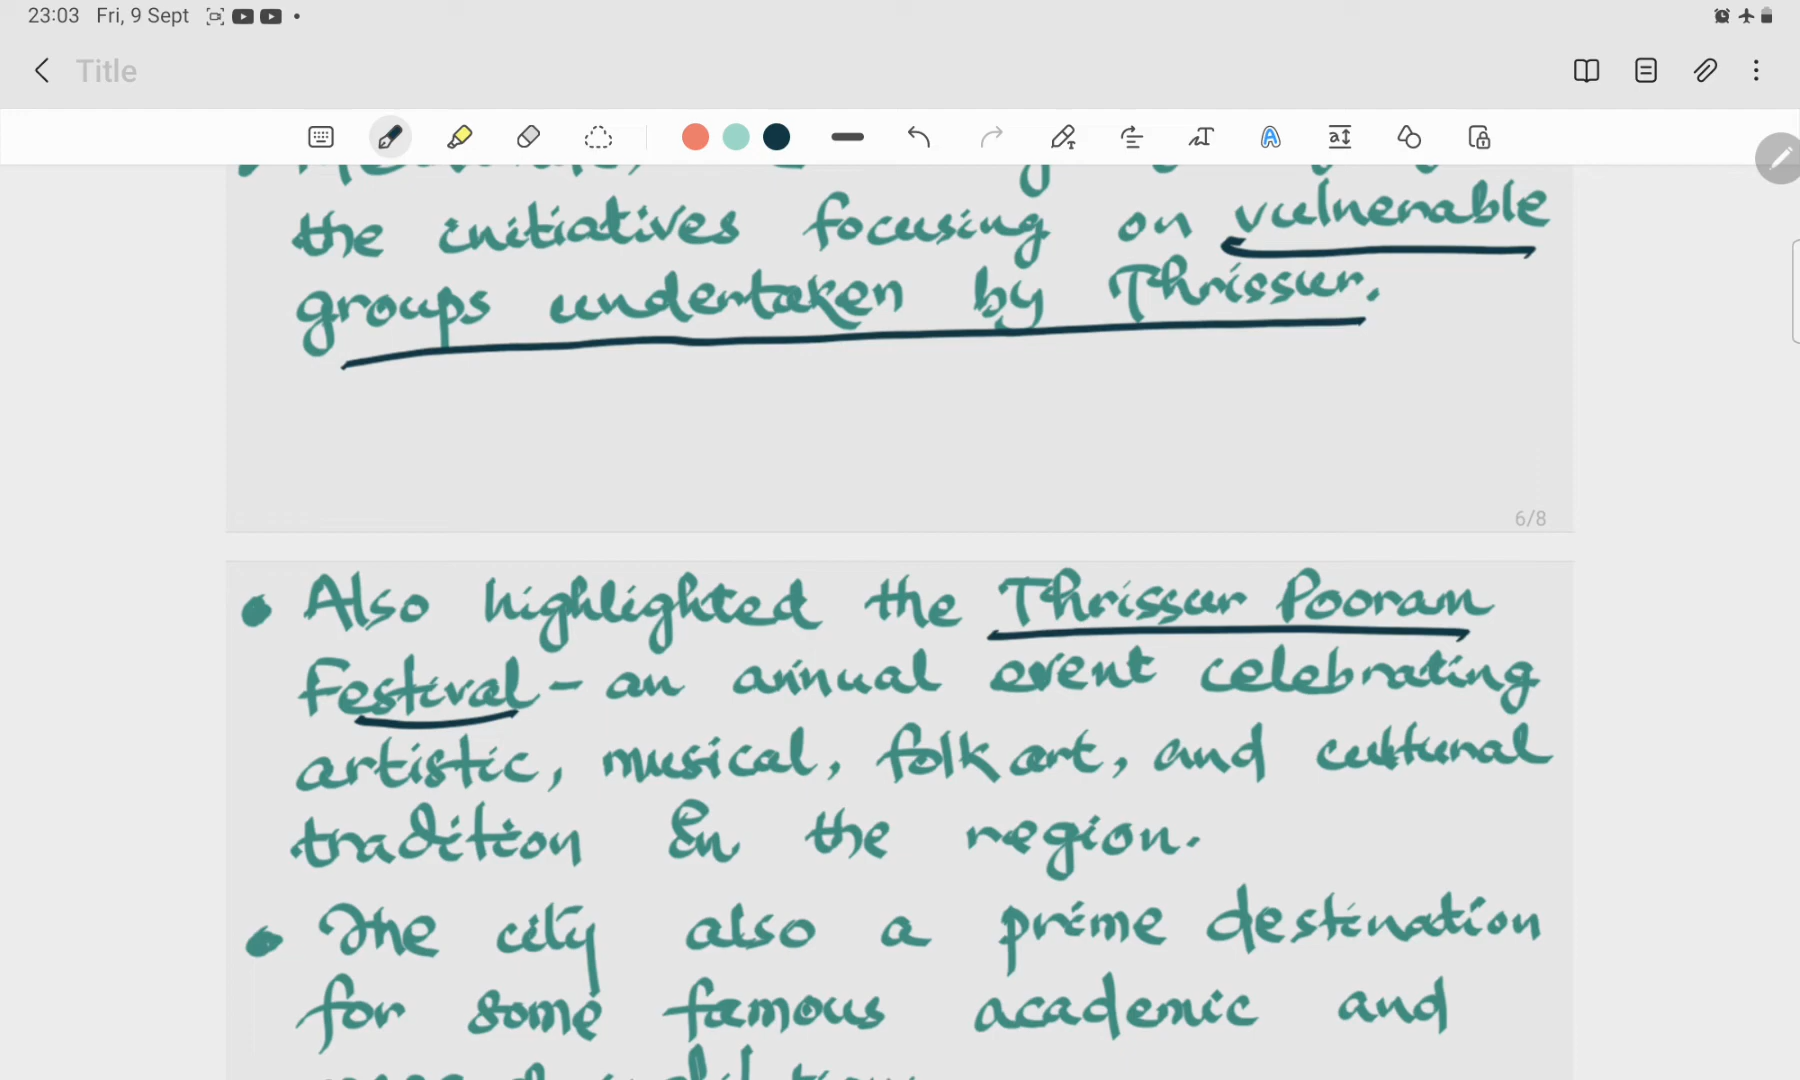 23:03 Fri, 9 Sept
Title
the initiatives focusing on vulnerable
groups undertaken by Thrissur.
6/8
• Also highlighted the Thrissur Pooram
Festival - an annual event celebrating
artistic, musical, folk art, and cultural
tradition in the region.
• The city also a prime destination
for some famous academic and